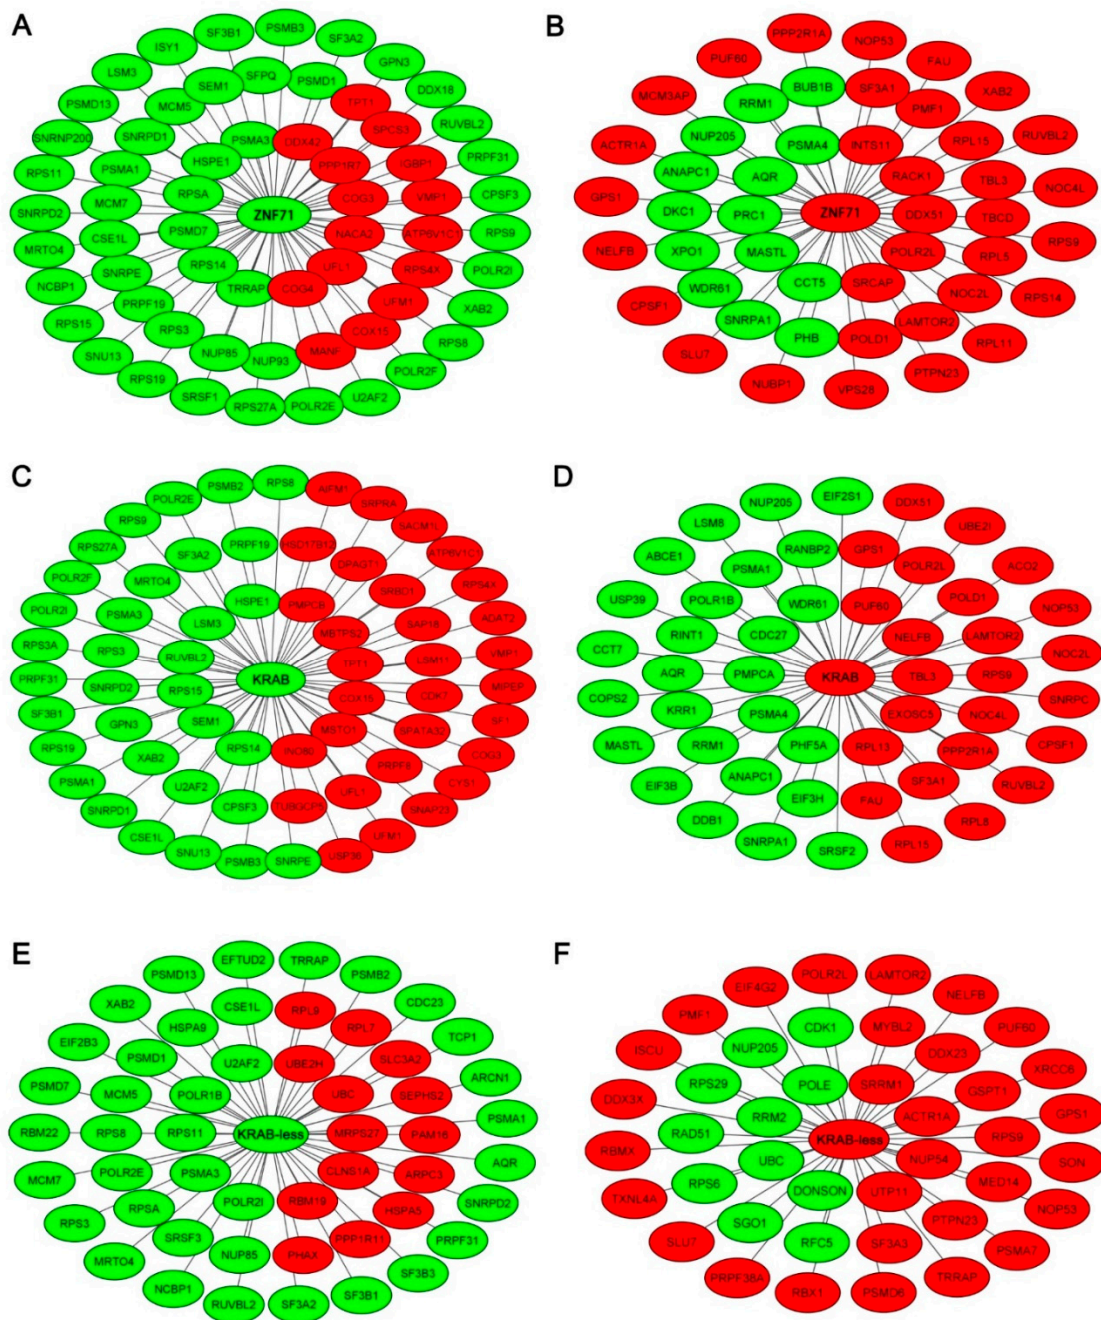 A
B
PSMB3
SF3B1
SF3A2
ISY1
GPN3
LSM3
SEM1
SFPQ
PSMD1
DDX18
PSMD13
MCM5
TPT1
RUVBL2
SNRNP200
SNRPD1
PSMA3
DDX42
SPCS3
PRPF31
RPS11
PSMA1
HSPE1
PPP1R7
IGBP1
CPSF3
SNRPD2
MCM7
RPSA
COG3
VMP1
RPS9
ZNF71
MRTO4
CSE1L
PSMD7
NACA2
ATP6V1C1
POLR2I
NCBP1
SNRPE
RPS14
UFL1
RPS4X
XAB2
RPS15
PRPF19
TRRAP
COG4
UFM1
RPS8
SNU13
RPS3
COX15
POLR2F
RPS19
NUP85
NUP93
MANF
U2AF2
SRSF1
RPS27A
POLR2E
PPP2R1A
NOP53
PUF60
FAU
BUB1B
SF3A1
MCM3AP
RRM1
PMF1
XAB2
ACTR1A
NUP205
PSMA4
INTS11
RPL15
RUVBL2
GPS1
ANAPC1
AQR
RACK1
TBL3
NOC4L
DKC1
PRC1
ZNF71
DDX51
TBCD
RPS9
NELFB
XPO1
MASTL
POLR2L
RPL5
RPS14
CPSF1
WDR61
CCT5
SRCAP
NOC2L
RPL11
SLU7
SNRPA1
PHB
POLD1
LAMTOR2
PTPN23
NUBP1
VPS28
C
D
RPS8
AIFM1
PSMB2
SRPRA
POLR2E
SACM1L
RPS9
SF3A2
PRPF19
HSD17B12
DPAGT1
ATP6V1C1
RPS27A
MRTO4
HSPE1
PMPCB
SRBD1
RPS4X
POLR2F
PSMA3
LSM3
MBTPS2
SAP18
ADAT2
POLR2I
RPS3
RUVBL2
TPT1
LSM11
VMP1
RPS3A
KRAB
PRPF31
SNRPD2
RPS15
COX15
CDK7
MIPEP
SF3B1
GPN3
SEM1
MSTO1
SPATA32
SF1
RPS19
XAB2
RPS14
INO80
PRPF8
COG3
PSMA1
U2AF2
CPSF3
TUBGCP5
UFL1
CYS1
SNRPD1
SNAP23
CSE1L
UFM1
SNU13
PSMB3
SNRPE
USP36
EIF2S1
NUP205
DDX51
LSM8
RANBP2
GPS1
UBE2I
ABCE1
PSMA1
POLR2L
ACO2
USP39
POLR1B
WDR61
PUF60
POLD1
NOP53
CCT7
RINT1
CDC27
NELFB
LAMTOR2
NOC2L
AQR
PMPCA
KRAB
TBL3
RPS9
SNRPC
COPS2
KRR1
PSMA4
EXOSC5
NOC4L
CPSF1
MASTL
RRM1
PHF5A
RPL13
PPP2R1A
RUVBL2
EIF3B
ANAPC1
EIF3H
FAU
SF3A1
RPL8
DDB1
SNRPA1
SRSF2
RPL15
E
F
EFTUD2
TRRAP
PSMD13
PSMB2
XAB2
CSE1L
RPL9
CDC23
HSPA9
RPL7
EIF2B3
PSMD1
U2AF2
UBE2H
SLC3A2
TCP1
PSMD7
MCM5
POLR1B
UBC
SEPHS2
ARCN1
PSMA1
RBM22
RPS8
RPS11
KRAB-less
MRPS27
PAM16
MCM7
POLR2E
PSMA3
CLNS1A
ARPC3
AQR
RPS3
RPSA
POLR2I
RBM19
HSPA5
SNRPD2
MRTO4
SRSF3
NUP85
PHAX
PPP1R11
PRPF31
NCBP1
SF3B3
RUVBL2
SF3A2
SF3B1
POLR2L
LAMTOR2
EIF4G2
NELFB
PMF1
CDK1
MYBL2
PUF60
ISCU
NUP205
DDX23
XRCC6
DDX3X
RPS29
POLE
SRRM1
GSPT1
GPS1
RRM2
ACTR1A
RPS9
RBMX
RAD51
KRAB-less
NUP54
SON
TXNL4A
RPS6
UBC
UTP11
MED14
DONSON
NOP53
SLU7
SGO1
PTPN23
PSMA7
RFC5
SF3A3
PRPF38A
RBX1
PSMD6
TRRAP